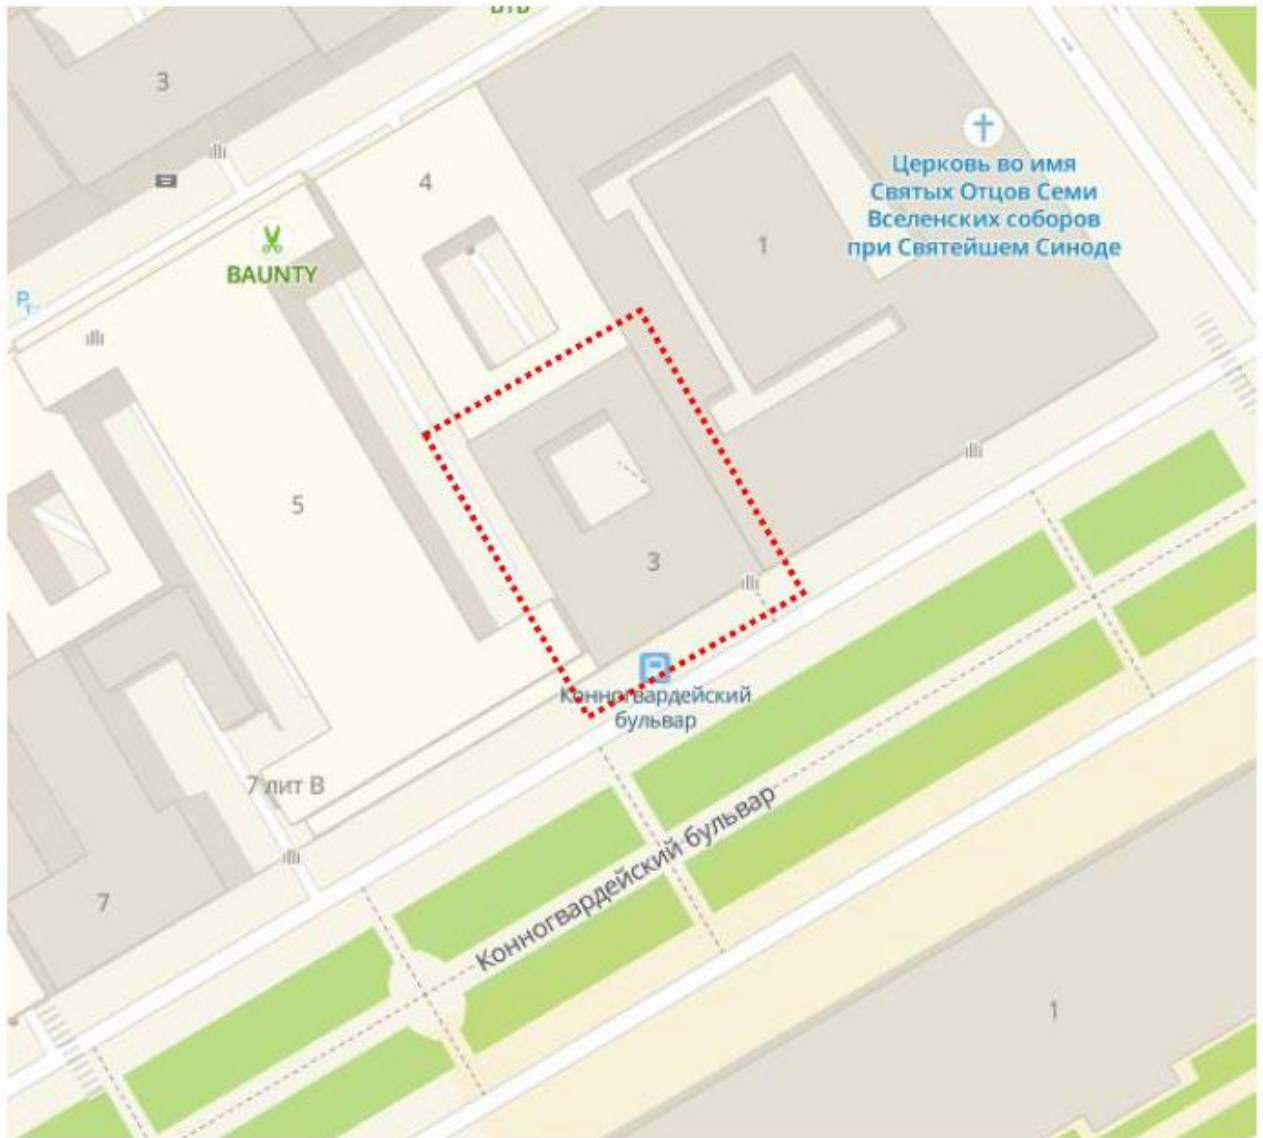 ВТБ
3
4
Церковь во имя
Святых Отцов Семи
Вселенских соборов
при Святейшем Синоде
1
BAUNTY
P
5
3
Конногвардейский
бульвар
7 лит В
Конногвардейский бульвар
7
1